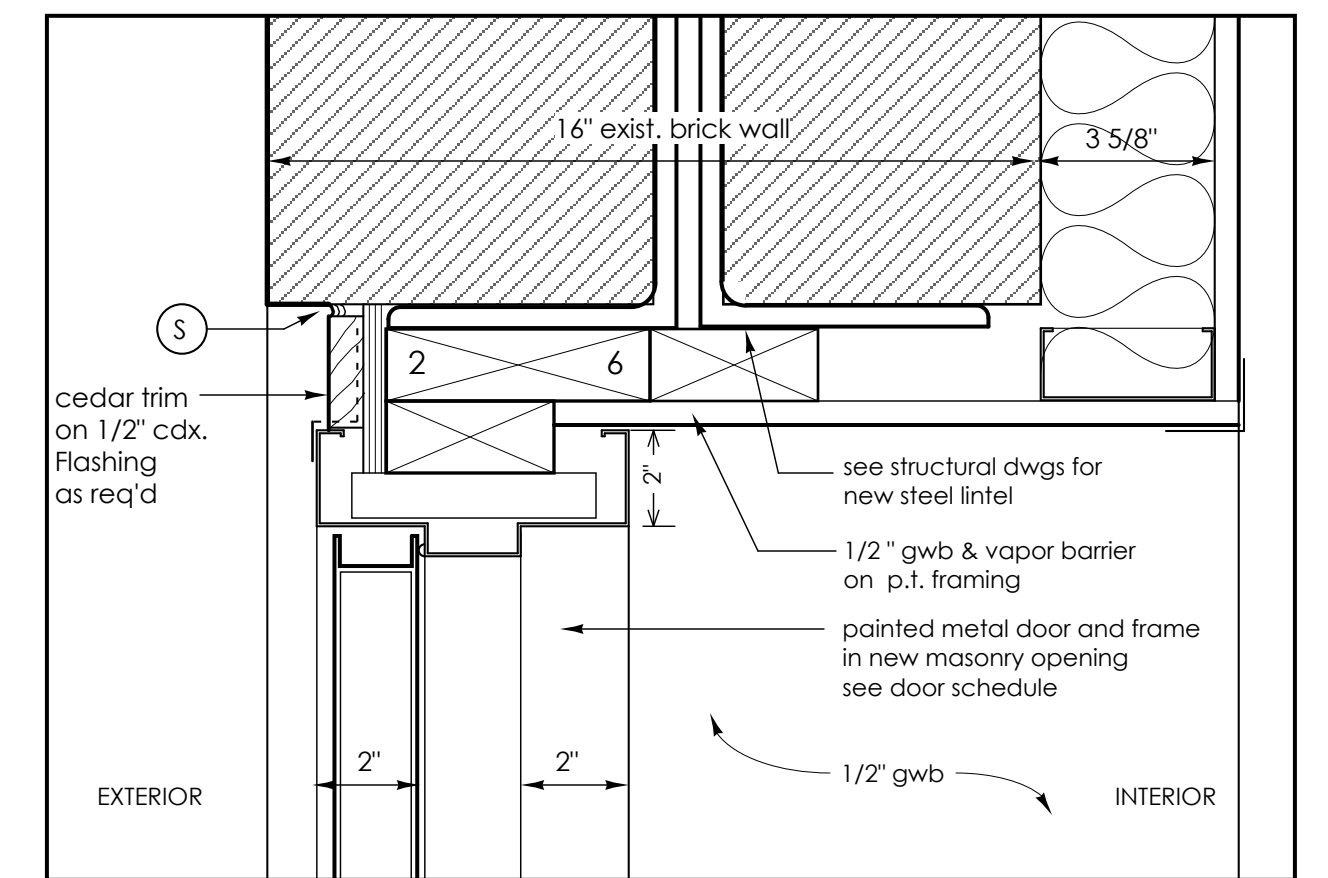 16" exist. brick wall
3 5/8"
S
2
6
cedar trim
on 1/2" cdx.
Flashing
as req'd
2"
see structural dwgs for
new steel lintel
1/2 " gwb & vapor barrier
on p.t. framing
painted metal door and frame
in new masonry opening
see door schedule
2"
2"
1/2" gwb
EXTERIOR
INTERIOR